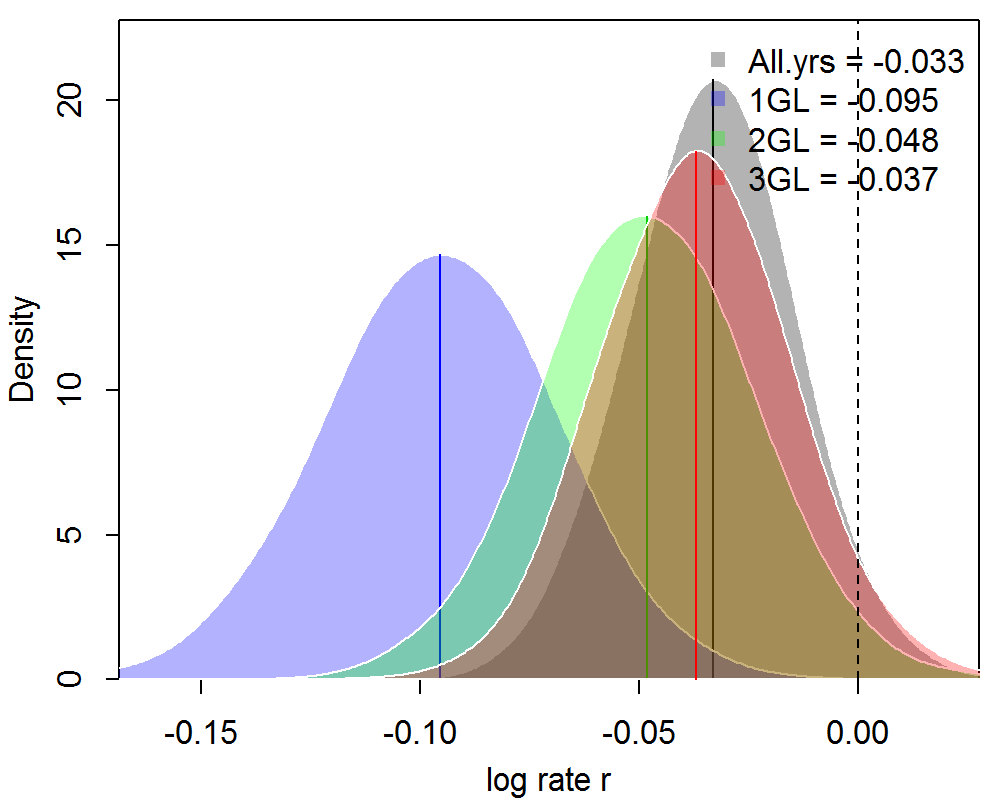 All.yrs = -0.033
1GL = -0.095
2GL = -0.048
3GL = -0.037
20
15
10
5
0
Density
-0.15 -0.10 -0.05 0.00
log rate r